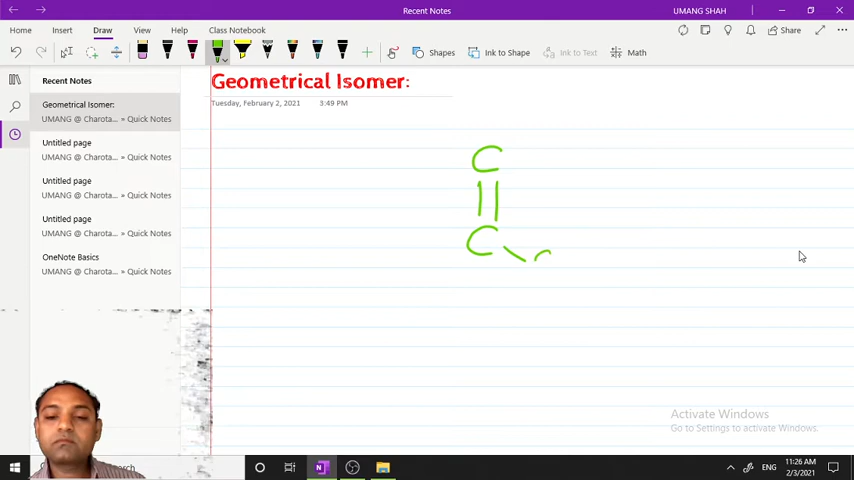 Recent Notes
UMANG SHAH
Home Insert Draw View Help Class Notebook
Share
Shapes Ink to Shape Ink to Text Math
Recent Notes
Geometrical Isomer:
UMANG @ Charota... » Quick Notes
Untitled page
UMANG @ Charota... » Quick Notes
Untitled page
UMANG @ Charota... » Quick Notes
Untitled page
UMANG @ Charota... » Quick Notes
OneNote Basics
UMANG @ Charota... » Quick Notes
Geometrical Isomer:
Tuesday, February 2, 2021 3:49 PM
C
C
Activate Windows
Go to Settings to activate Windows.
ENG
11:26 AM
2/3/2021